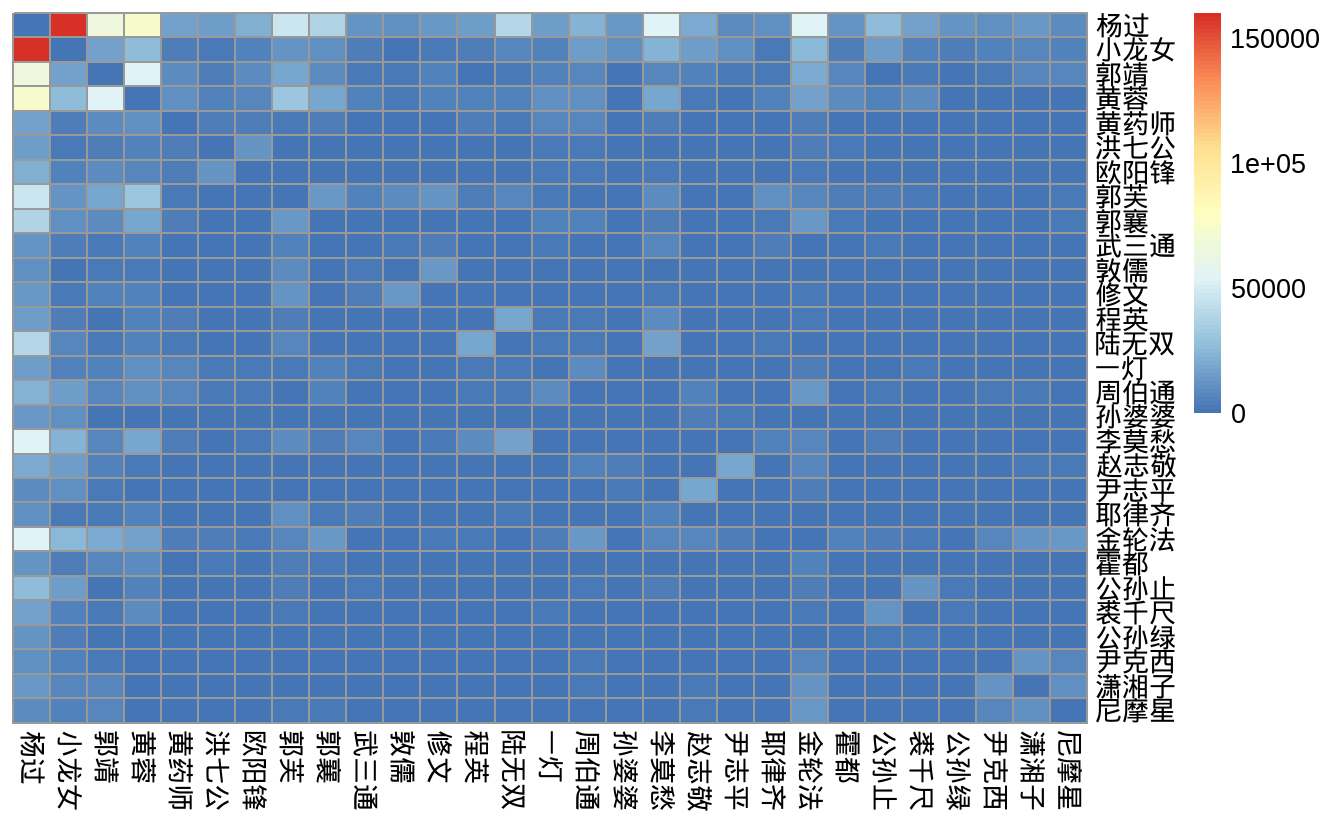 杨过
小龙女
郭靖
黄蓉
黄药师
洪七公
欧阳锋
郭芙
郭襄
武三通
敦儒
修文
程英
陆无双
一灯
周伯通
孙婆婆
李莫愁
赵志敬
尹志平
耶律齐
金轮法
霍都
公孙止
裘千尺
公孙绿
尹克西
潇湘子
尼摩星
150000
1e+05
50000
0
杨过
小龙女
郭靖
黄蓉
黄药师
洪七公
欧阳锋
郭芙
郭襄
武三通
敦儒
修文
程英
陆无双
一灯
周伯通
孙婆婆
李莫愁
赵志敬
尹志平
耶律齐
金轮法
霍都
公孙止
裘千尺
公孙绿
尹克西
潇湘子
尼摩星